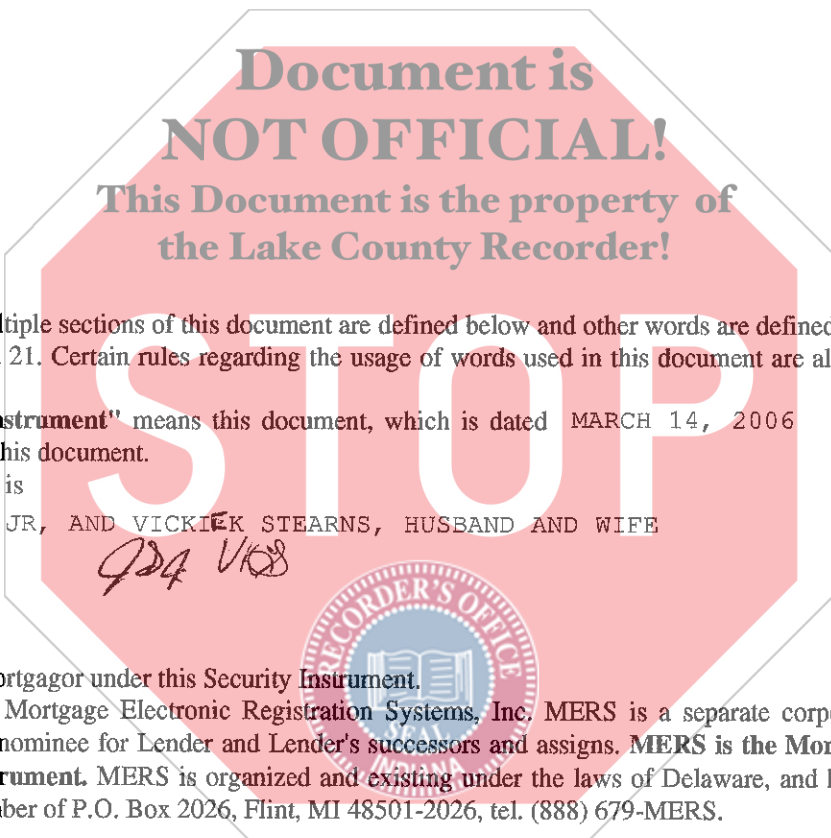 Document is
NOT OFFICIAL!
This Document is the property of
the Lake County Recorder!
STOP
ltiple sections of this document are defined below and other words are defined
21. Certain rules regarding the usage of words used in this document are al
strument" means this document, which is dated MARCH 14, 2006
his document.
is
JR, AND VICKIEK STEARNS, HUSBAND AND WIFE
RECORDER'S OFFICE
SEAL
INDIANA
ortgagor under this Security Instrument.
Mortgage Electronic Registration Systems, Inc. MERS is a separate corp
nominee for Lender and Lender's successors and assigns. MERS is the Mor
rument. MERS is organized and existing under the laws of Delaware, and
ber of P.O. Box 2026, Flint, MI 48501-2026, tel. (888) 679-MERS.